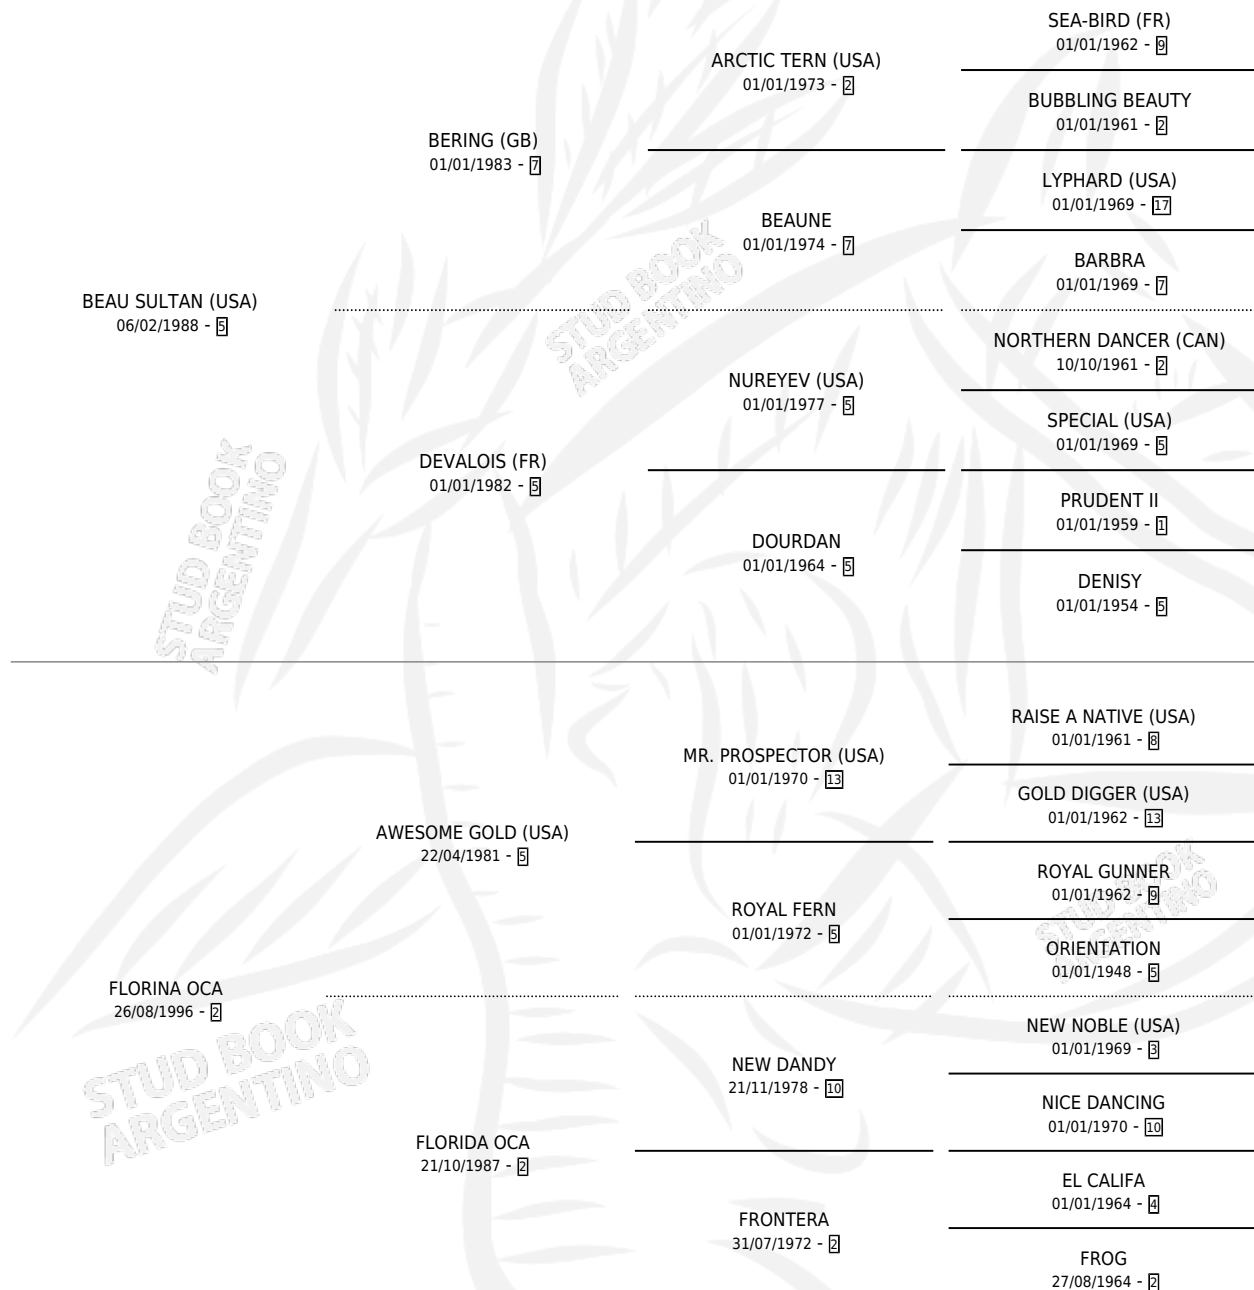 SEA-BIRD (FR)
01/01/1962 - 9
ARCTIC TERN (USA)
01/01/1973 - 2
BUBBLING BEAUTY
01/01/1961 - 2
BERING (GB)
01/01/1983 - 7
LYPHARD (USA)
01/01/1969 - 17
BEAUNE
01/01/1974 - 7
BARBRA
01/01/1969 - 7
BEAU SULTAN (USA)
06/02/1988 - 5
NORTHERN DANCER (CAN)
10/10/1961 - 2
NUREYEV (USA)
01/01/1977 - 5
SPECIAL (USA)
01/01/1969 - 5
DEVALOIS (FR)
01/01/1982 - 5
PRUDENT II
01/01/1959 - 1
DOURDAN
01/01/1964 - 5
DENISY
01/01/1954 - 5
RAISE A NATIVE (USA)
01/01/1961 - 8
MR. PROSPECTOR (USA)
01/01/1970 - 13
GOLD DIGGER (USA)
01/01/1962 - 13
AWESOME GOLD (USA)
22/04/1981 - 5
ROYAL GUNNER
01/01/1962 - 9
ROYAL FERN
01/01/1972 - 5
ORIENTATION
01/01/1948 - 5
FLORINA OCA
26/08/1996 - 2
NEW NOBLE (USA)
01/01/1969 - 3
NEW DANDY
21/11/1978 - 10
NICE DANCING
01/01/1970 - 10
FLORIDA OCA
21/10/1987 - 2
EL CALIFA
01/01/1964 - 4
FRONTERA
31/07/1972 - 2
FROG
27/08/1964 - 2
STUD BOOK
ARGENTINO
STUD BOOK
ARGENTINO
STUD BOOK
ARGENTINO
STUD BOOK
ARGENTINO